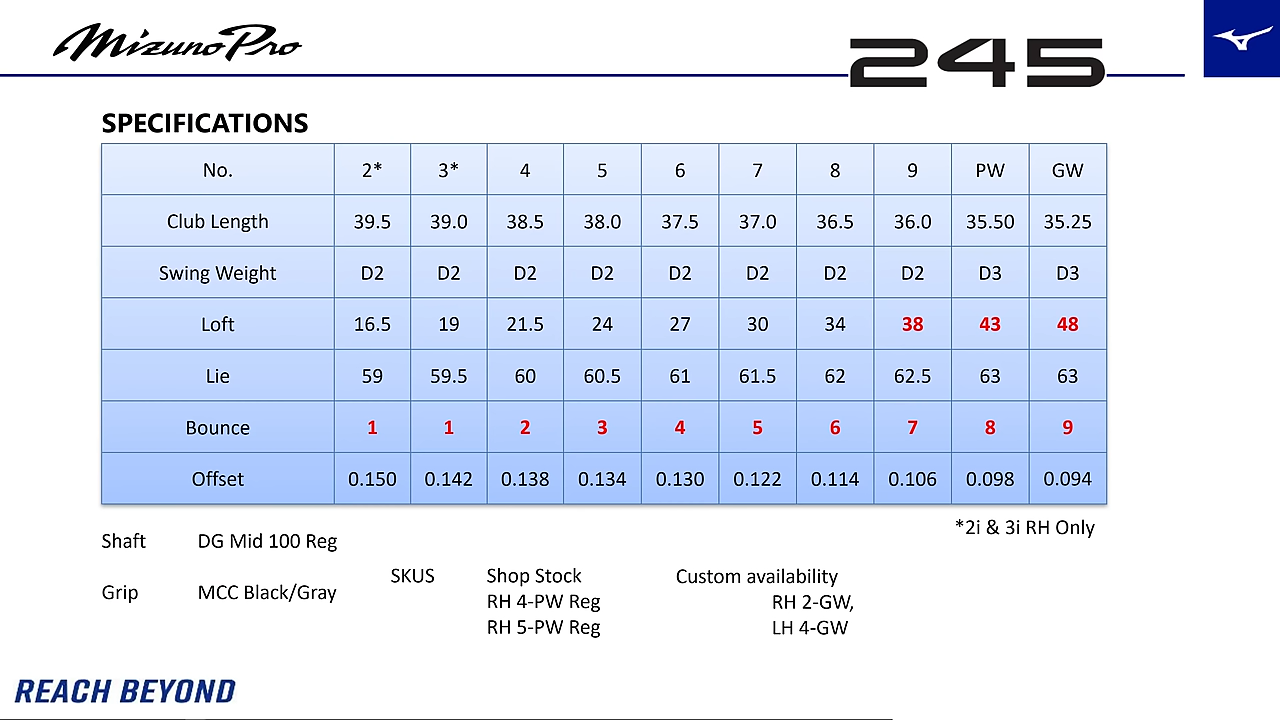 Mizuno Pro
245
SPECIFICATIONS
No. 2* 3* 4 5 6 7 8 9 PW GW
Club Length 39.5 39.0 38.5 38.0 37.5 37.0 36.5 36.0 35.50 35.25
Swing Weight D2 D2 D2 D2 D2 D2 D2 D2 D3 D3
Loft 16.5 19 21.5 24 27 30 34 38 43 48
Lie 59 59.5 60 60.5 61 61.5 62 62.5 63 63
Bounce 1 1 2 3 4 5 6 7 8 9
Offset 0.150 0.142 0.138 0.134 0.130 0.122 0.114 0.106 0.098 0.094
*2i & 3i RH Only
Shaft DG Mid 100 Reg
Grip MCC Black/Gray
SKUS Shop Stock
RH 4-PW Reg
RH 5-PW Reg
Custom availability
RH 2-GW,
LH 4-GW
REACH BEYOND